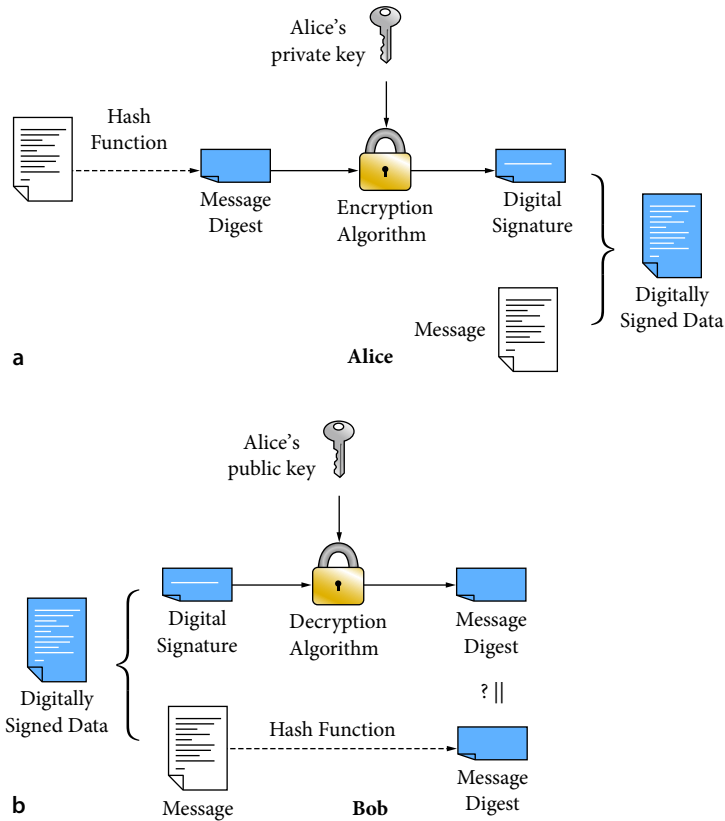 Alice's
private key
Hash
Function
Message
Digest
Encryption
Algorithm
Digital
Signature
Digitally
Signed Data
Message
a
Alice
Alice's
public key
Digital
Signature
Decryption
Algorithm
Message
Digest
Digitally
Signed Data
? ||
Hash Function
Message
Digest
Message
b
Bob